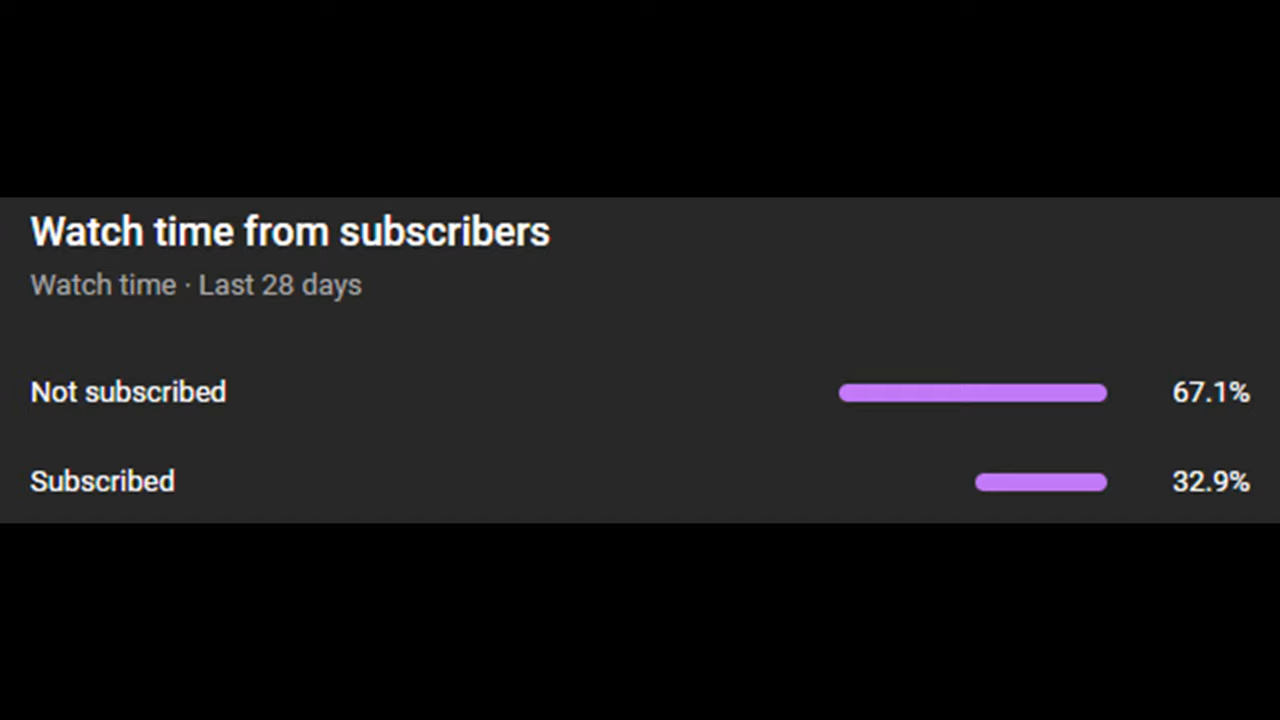 Watch time from subscribers
Watch time · Last 28 days
Not subscribed 67.1%
Subscribed 32.9%